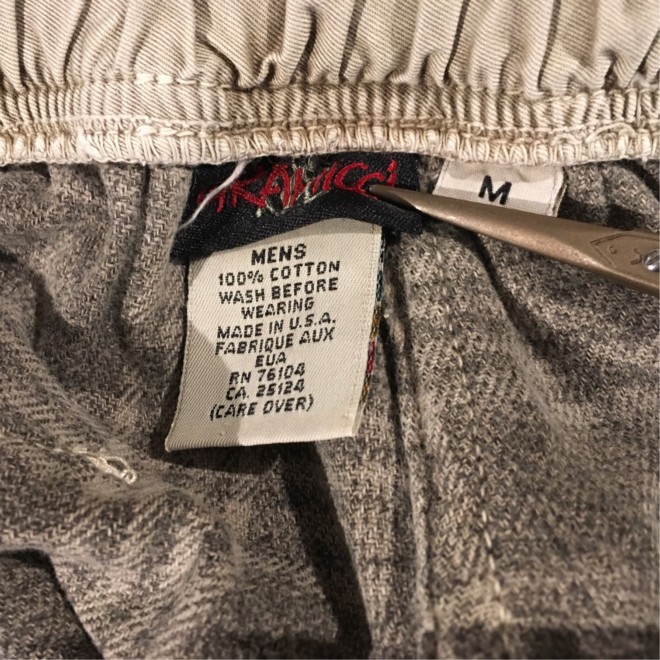 M
MENS
100% COTTON
WASH BEFORE
WEARING
MADE IN U.S.A.
FABRIQUE AUX
EUA
RN 76104
CA. 25124
(CARE OVER)